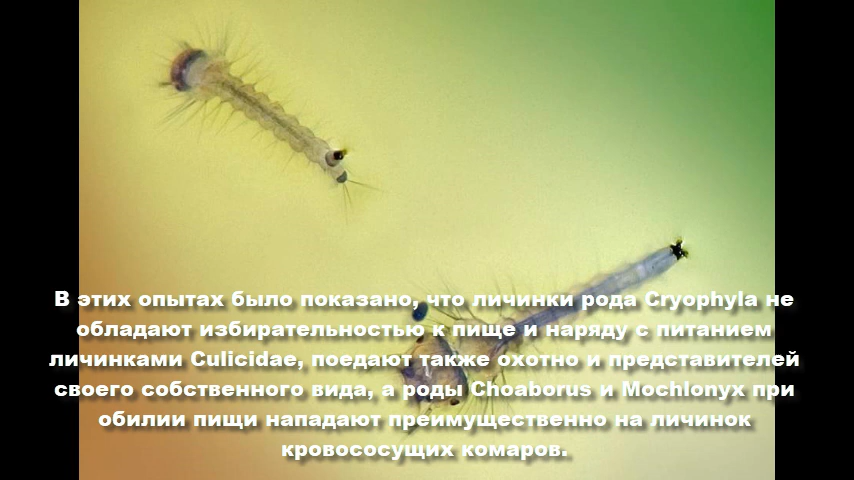 В этих опытах было показано, что личинки рода Cryophyla не
обладают избирательностью к пище и наряду с питанием
личинками Culicidae, поедают также охотно и представителей
своего собственного вида, а роды Choaborus и Mochlonyx при
обилии пищи нападают преимущественно на личинок
кровососущих комаров.